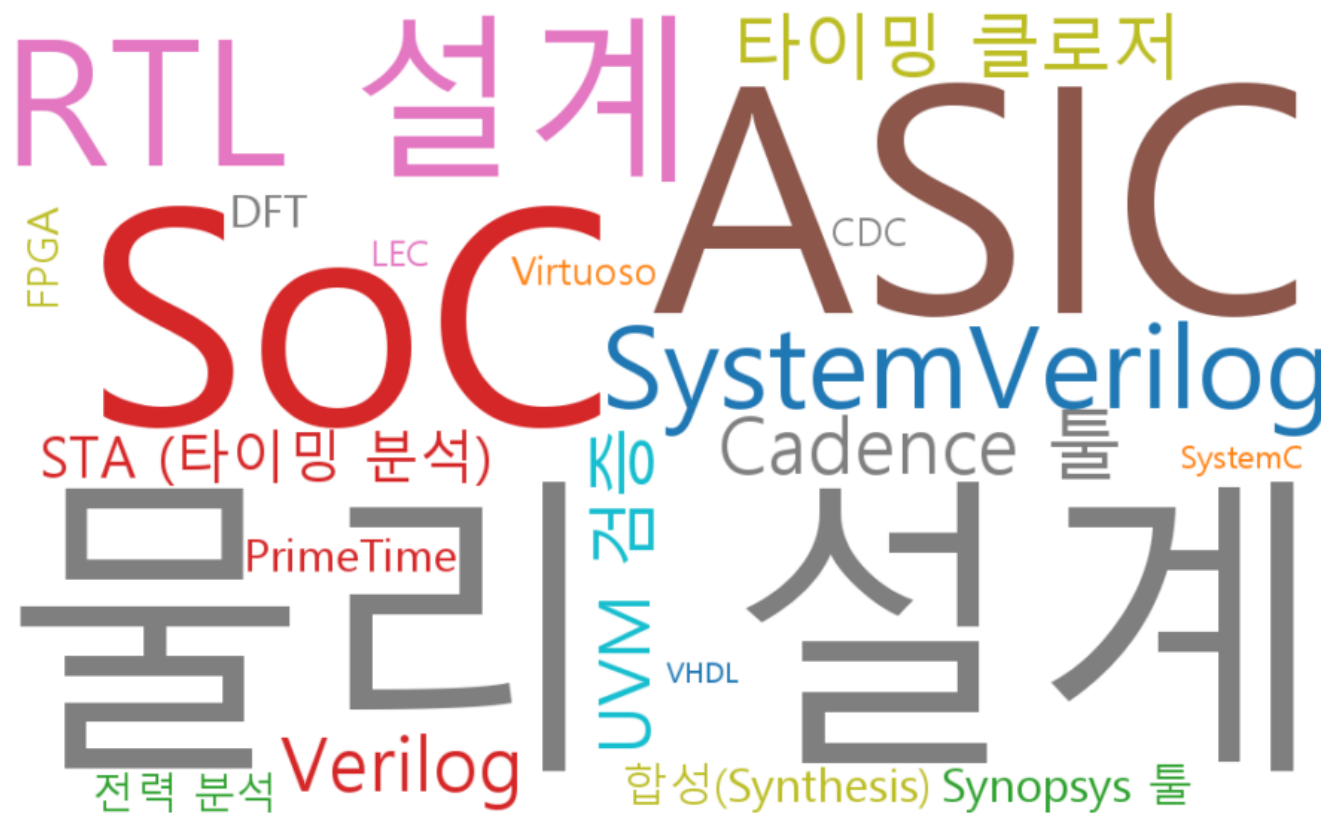 RTL 설계
타이밍 클로저
ASIC
FPGA
SoC
DFT
LEC
Virtuoso
CDC
SystemVerilog
STA (타이밍 분석)
UVM 검증
Cadence 툴
SystemC
물리 설계
PrimeTime
VHDL
Verilog
전력 분석
합성(Synthesis)
Synopsys 툴